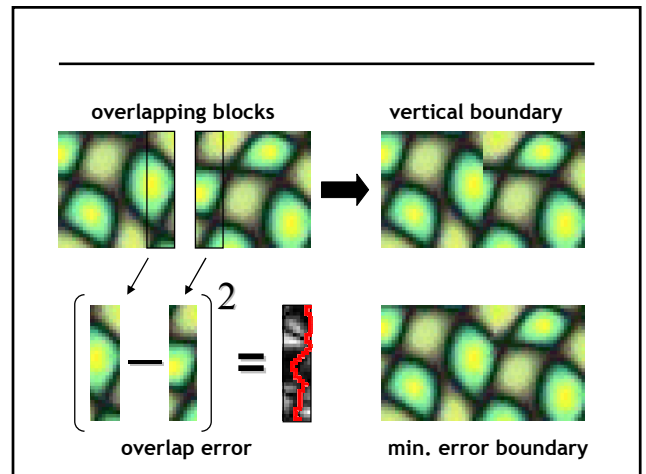 overlapping blocks
vertical boundary
2
—
=
overlap error
min. error boundary